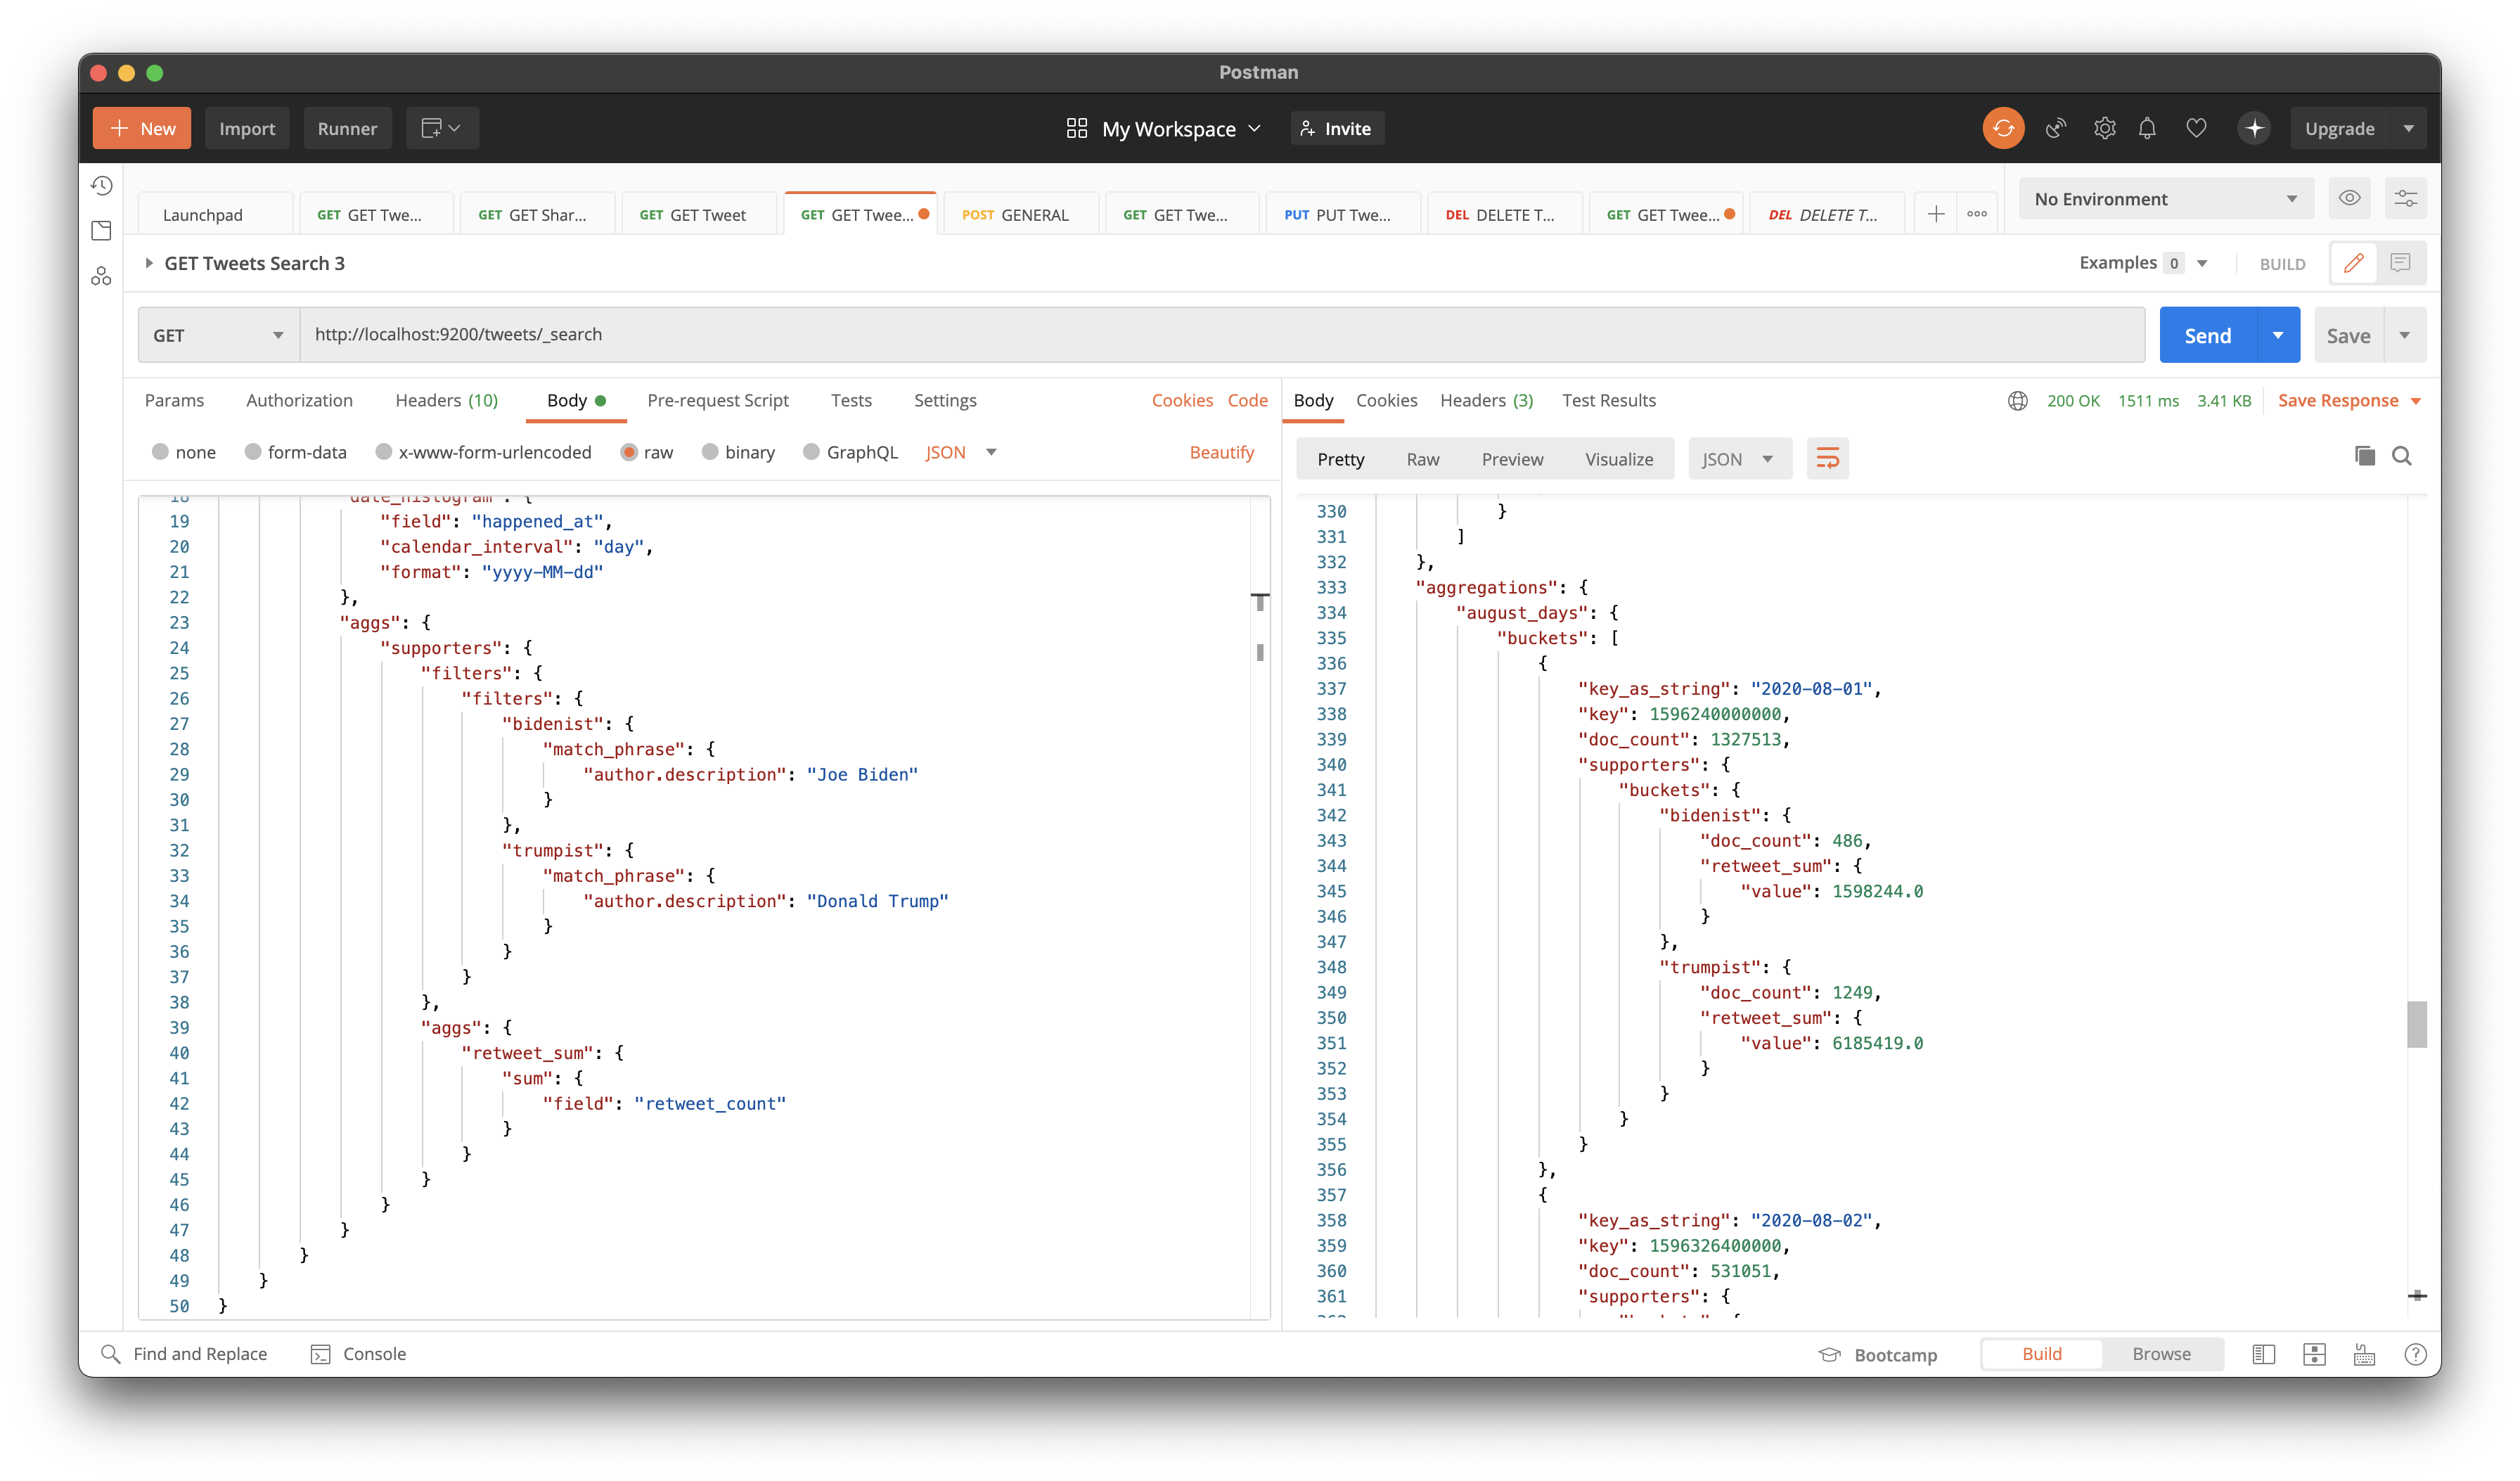 Postman
New Import Runner My Workspace Invite Upgrade
Launchpad GET GET Twe... GET GET Shar... GET GET Tweet GET GET Twee... POST GENERAL GET GET Twe... PUT PUT Twe... DEL DELETE T... GET GET Twee... DEL DELETE T... No Environment
GET Tweets Search 3 Examples 0 BUILD
GET http://localhost:9200/tweets/_search Send Save
Params Authorization Headers (10) Body Pre-request Script Tests Settings Cookies Code
none form-data x-www-form-urlencoded raw binary GraphQL JSON Beautify
18 "date_histogram": {
19 "field": "happened_at",
20 "calendar_interval": "day",
21 "format": "yyyy-MM-dd"
22 },
23 "aggs": {
24 "supporters": {
25 "filters": {
26 "filters": {
27 "bidenist": {
28 "match_phrase": {
29 "author.description": "Joe Biden"
30 }
31 },
32 "trumpist": {
33 "match_phrase": {
34 "author.description": "Donald Trump"
35 }
36 }
37 }
38 },
39 "aggs": {
40 "retweet_sum": {
41 "sum": {
42 "field": "retweet_count"
43 }
44 }
45 }
46 }
47 }
48 }
49 }
50 }
Body Cookies Headers (3) Test Results 200 OK 1511 ms 3.41 KB Save Response
Pretty Raw Preview Visualize JSON
330 }
331 ]
332 },
333 "aggregations": {
334 "august_days": {
335 "buckets": [
336 {
337 "key_as_string": "2020-08-01",
338 "key": 1596240000000,
339 "doc_count": 1327513,
340 "supporters": {
341 "buckets": {
342 "bidenist": {
343 "doc_count": 486,
344 "retweet_sum": {
345 "value": 1598244.0
346 }
347 },
348 "trumpist": {
349 "doc_count": 1249,
350 "retweet_sum": {
351 "value": 6185419.0
352 }
353 }
354 }
355 }
356 },
357 {
358 "key_as_string": "2020-08-02",
359 "key": 1596326400000,
360 "doc_count": 531051,
361 "supporters": {
Find and Replace Console Bootcamp Build Browse